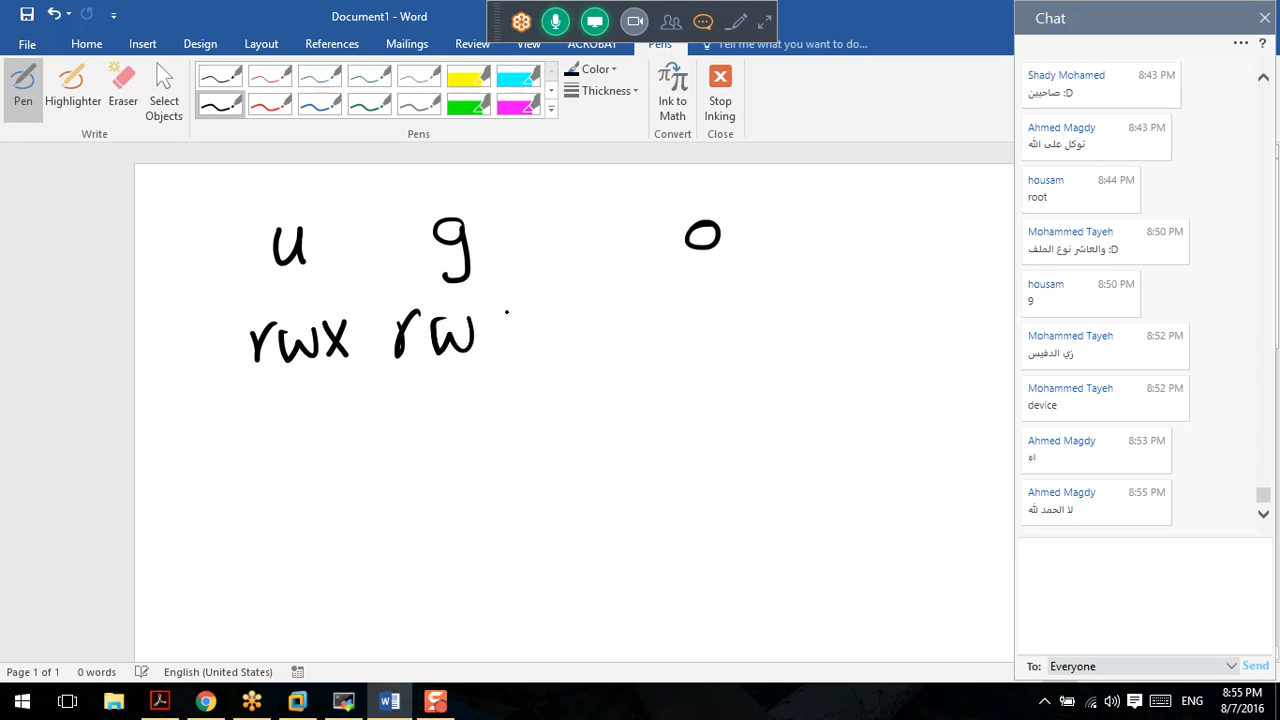 Document1 - Word
File Home Insert Design Layout References Mailings Review View ACROBAT Pens Tell me what you want to do...
Pen Highlighter Eraser Select Objects
Color
Thickness
Ink to Math
Stop Inking
Write Pens Convert Close
u g o
rwx rw
Chat
Shady Mohamed 8:43 PM
صاحيين :D
Ahmed Magdy 8:43 PM
توكل على الله
housam 8:44 PM
root
Mohammed Tayeh 8:50 PM
والعاشر نوع الملف :D
housam 8:50 PM
9
Mohammed Tayeh 8:52 PM
زي الدفيس
Mohammed Tayeh 8:52 PM
device
Ahmed Magdy 8:53 PM
اه
Ahmed Magdy 8:55 PM
لا الحمد لله
To: Everyone Send
Page 1 of 1 0 words English (United States)
ENG 8:55 PM
8/7/2016